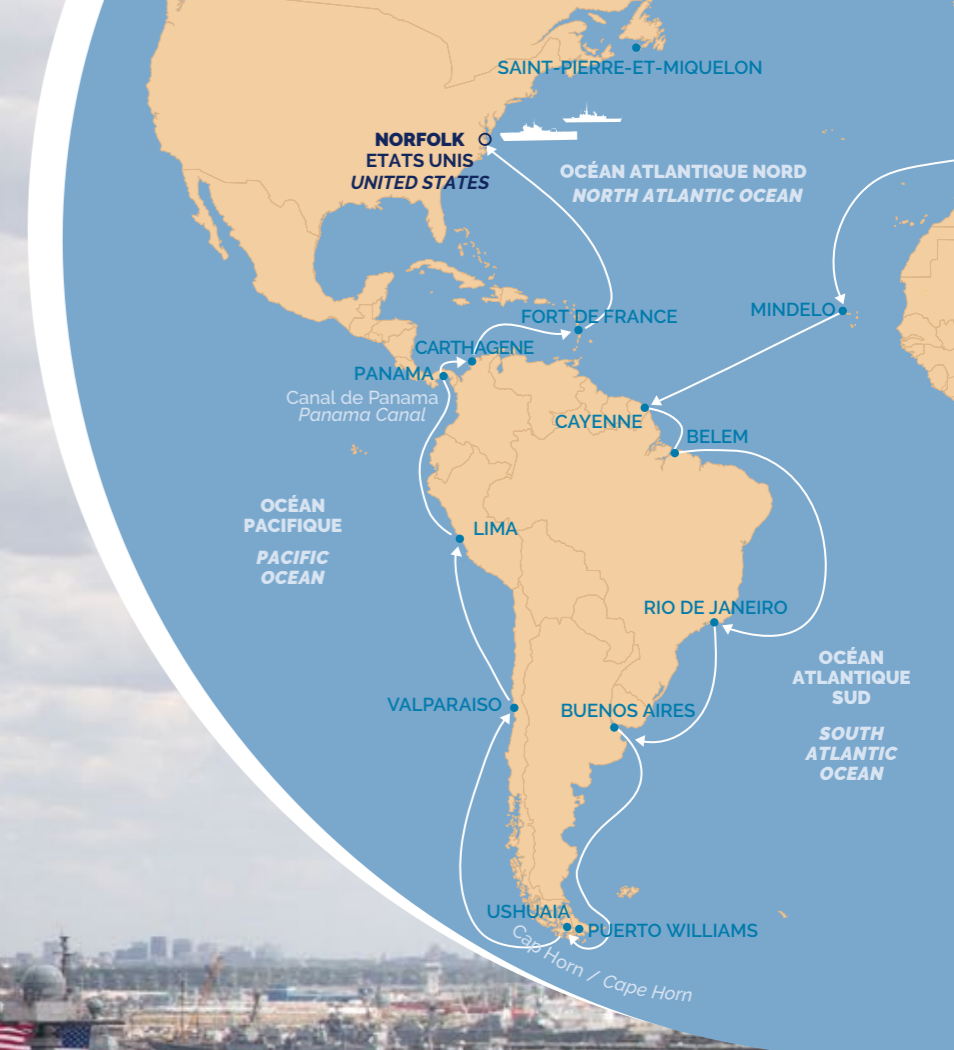 SAINT-PIERRE-ET-MIQUELON
NORFOLK
ETATS UNIS
UNITED STATES
OCÉAN ATLANTIQUE NORD
NORTH ATLANTIC OCEAN
MINDELO
FORT DE FRANCE
CARTHAGENE
PANAMA
Canal de Panama
Panama Canal
CAYENNE
BELEM
OCÉAN
PACIFIQUE
PACIFIC
OCEAN
LIMA
RIO DE JANEIRO
OCÉAN
ATLANTIQUE
SUD
SOUTH
ATLANTIC
OCEAN
VALPARAISO
BUENOS AIRES
USHUAIA
PUERTO WILLIAMS
Cap Horn / Cape Horn